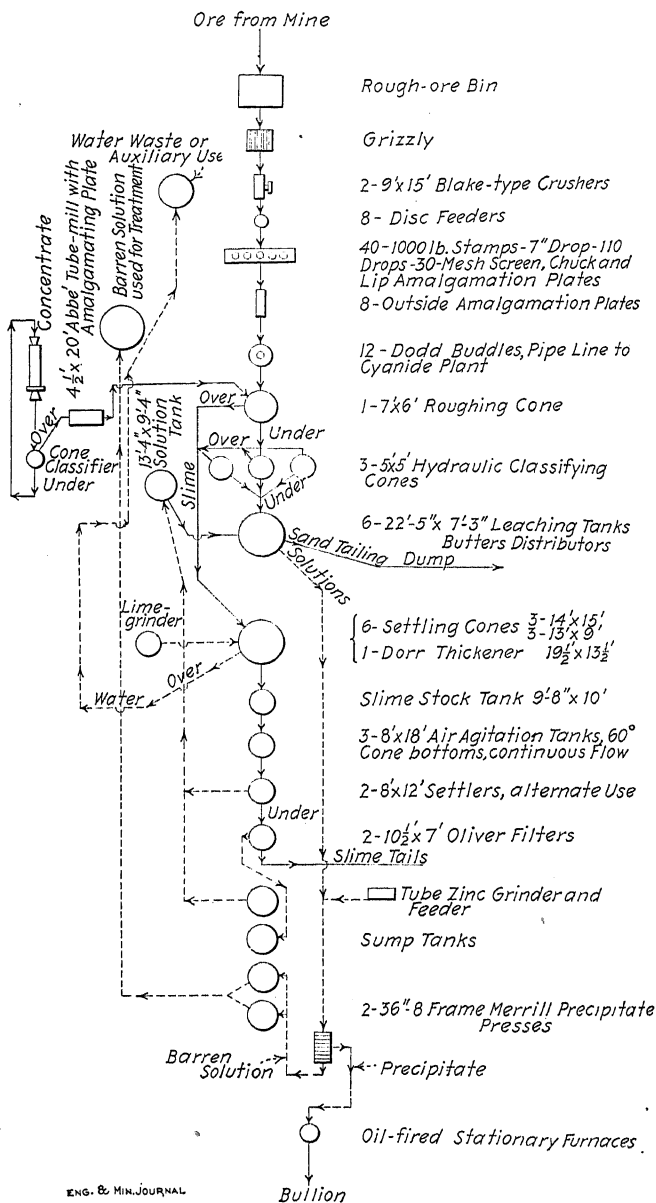 Ore from Mine
Rough-ore Bin
Grizzly
Water Waste or
Auxiliary Use
2-9"x15" Blake-type Crushers
8- Disc Feeders
40-1000 lb. Stamps-7" Drop-110
Drops-30-Mesh Screen, Chuck and
Lip Amalgamation Plates
8-Outside Amalgamation Plates
12- Dodd Buddles, Pipe Line to
Cyanide Plant
1-7'x6' Roughing Cone
Concentrate
4½' x 20' Abbe' Tube-mill with
Amalgamating Plate
Barren Solution
used for Treatment
Over
Cone
Classifier
Under
13'-4"x9'-4"
Solution
Tank
Over
Under
Over
Under
Slime
3-5'x5' Hydraulic Classifying
Cones
6-22'-5"x 7'-3" Leaching Tanks
Butters Distributors
Sand Tailing Dump
Solutions
Lime-
grinder
6- Settling Cones 3-14'x15'
3-13'x9'
1-Dorr Thickener 19½'x13½'
Over
Water
Slime Stock Tank 9'-8"x10'
3-8'x18' Air Agitation Tanks, 60°
Cone bottoms, continuous Flow
2-8'x12' Settlers, alternate Use
Under
2-10½'x7' Oliver Filters
Slime Tails
Tube Zinc Grinder and
Feeder
Sump Tanks
2-36"-8 Frame Merrill Precipitate
Presses
Barren
Solution
Precipitate
Oil-fired Stationary Furnaces
Bullion
ENG. & MIN. JOURNAL